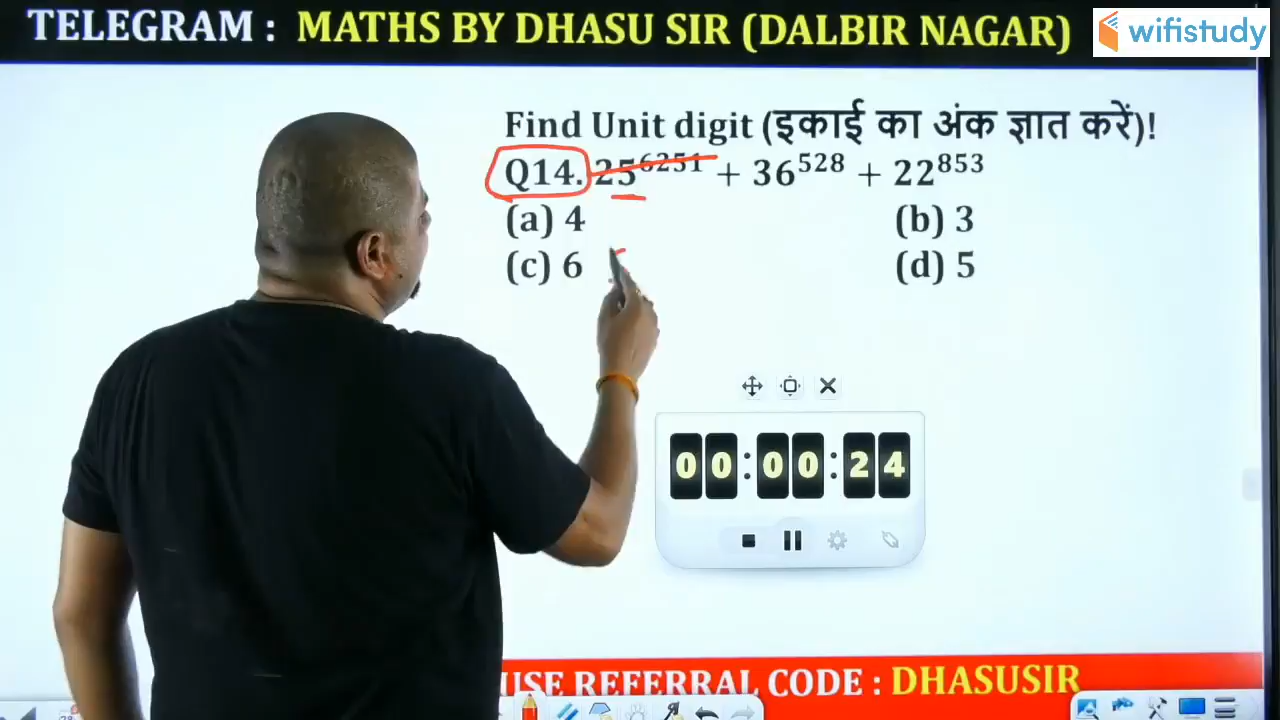 TELEGRAM : MATHS BY DHASU SIR (DALBIR NAGAR)
wifistudy
Find Unit digit (इकाई का अंक ज्ञात करें)!
Q14. 25^6251 + 36^528 + 22^853
(a) 4 (b) 3
(c) 6 (d) 5
00:00:24
USE REFERRAL CODE : DHASUSIR